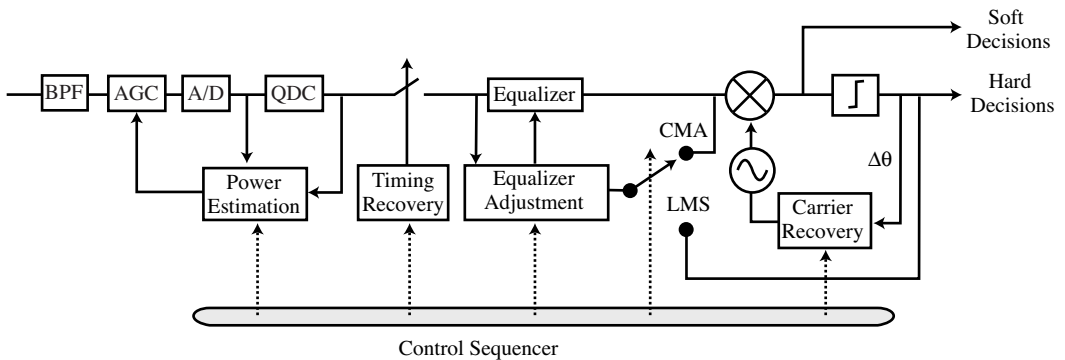 Soft
Decisions
Hard
Decisions
BPF
AGC
A/D
QDC
Equalizer
CMA
Δθ
Power
Estimation
Timing
Recovery
Equalizer
Adjustment
LMS
Carrier
Recovery
Control Sequencer